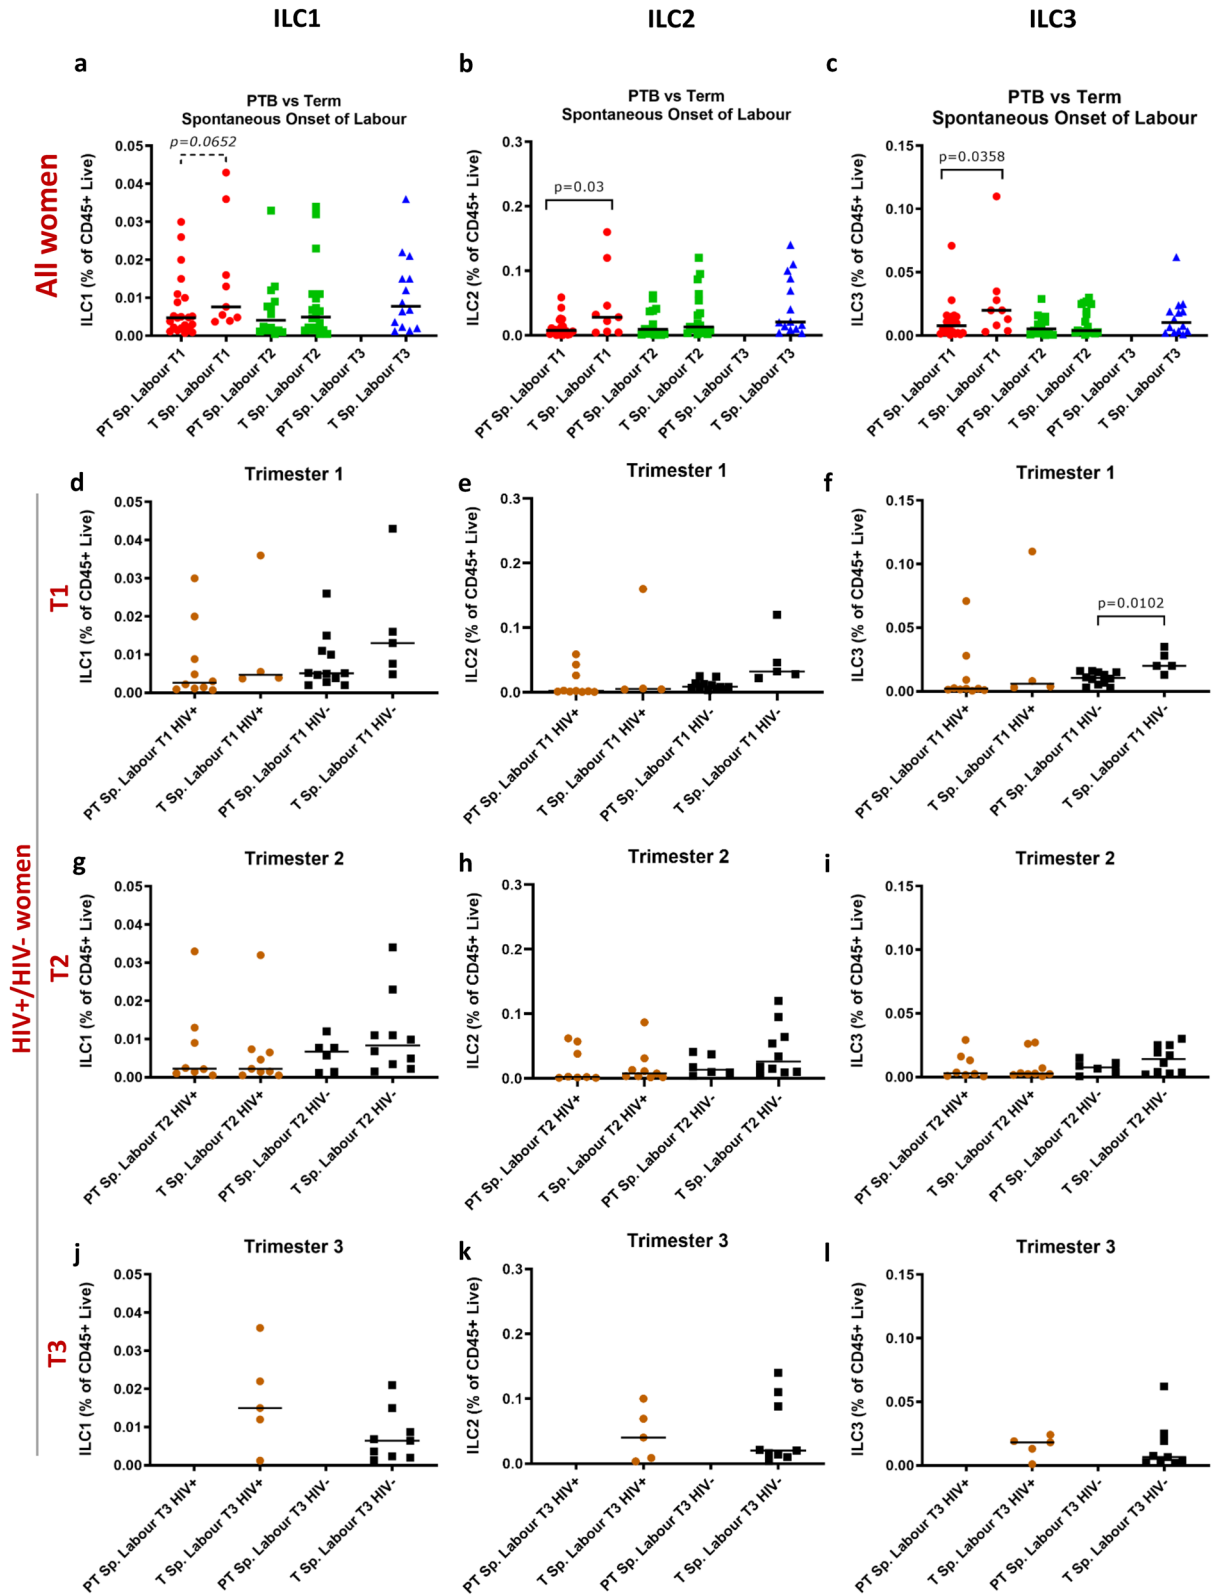 ILC1
ILC2
ILC3
All women
HIV+/HIV- women
T1
T2
T3
a
PTB vs Term
Spontaneous Onset of Labour
p=0.0652
ILC1 (% of CD45+ Live)
0.05
0.04
0.03
0.02
0.01
0.00
PT Sp. Labour T1
T Sp. Labour T1
PT Sp. Labour T2
T Sp. Labour T2
PT Sp. Labour T3
T Sp. Labour T3
b
PTB vs Term
Spontaneous Onset of Labour
p=0.03
ILC2 (% of CD45+ Live)
0.3
0.2
0.1
0.0
PT Sp. Labour T1
T Sp. Labour T1
PT Sp. Labour T2
T Sp. Labour T2
PT Sp. Labour T3
T Sp. Labour T3
c
PTB vs Term
Spontaneous Onset of Labour
p=0.0358
ILC3 (% of CD45+ Live)
0.15
0.10
0.05
0.00
PT Sp. Labour T1
T Sp. Labour T1
PT Sp. Labour T2
T Sp. Labour T2
PT Sp. Labour T3
T Sp. Labour T3
d
Trimester 1
ILC1 (% of CD45+ Live)
0.05
0.04
0.03
0.02
0.01
0.00
PT Sp. Labour T1 HIV+
T Sp. Labour T1 HIV+
PT Sp. Labour T1 HIV-
T Sp. Labour T1 HIV-
e
Trimester 1
ILC2 (% of CD45+ Live)
0.3
0.2
0.1
0.0
PT Sp. Labour T1 HIV+
T Sp. Labour T1 HIV+
PT Sp. Labour T1 HIV-
T Sp. Labour T1 HIV-
f
Trimester 1
p=0.0102
ILC3 (% of CD45+ Live)
0.15
0.10
0.05
0.00
PT Sp. Labour T1 HIV+
T Sp. Labour T1 HIV+
PT Sp. Labour T1 HIV-
T Sp. Labour T1 HIV-
g
Trimester 2
ILC1 (% of CD45+ Live)
0.05
0.04
0.03
0.02
0.01
0.00
PT Sp. Labour T2 HIV+
T Sp. Labour T2 HIV+
PT Sp. Labour T2 HIV-
T Sp. Labour T2 HIV-
h
Trimester 2
ILC2 (% of CD45+ Live)
0.3
0.2
0.1
0.0
PT Sp. Labour T2 HIV+
T Sp. Labour T2 HIV+
PT Sp. Labour T2 HIV-
T Sp. Labour T2 HIV-
i
Trimester 2
ILC3 (% of CD45+ Live)
0.15
0.10
0.05
0.00
PT Sp. Labour T2 HIV+
T Sp. Labour T2 HIV+
PT Sp. Labour T2 HIV-
T Sp. Labour T2 HIV-
j
Trimester 3
ILC1 (% of CD45+ Live)
0.05
0.04
0.03
0.02
0.01
0.00
PT Sp. Labour T3 HIV+
T Sp. Labour T3 HIV+
PT Sp. Labour T3 HIV-
T Sp. Labour T3 HIV-
k
Trimester 3
ILC2 (% of CD45+ Live)
0.3
0.2
0.1
0.0
PT Sp. Labour T3 HIV+
T Sp. Labour T3 HIV+
PT Sp. Labour T3 HIV-
T Sp. Labour T3 HIV-
l
Trimester 3
ILC3 (% of CD45+ Live)
0.15
0.10
0.05
0.00
PT Sp. Labour T3 HIV+
T Sp. Labour T3 HIV+
PT Sp. Labour T3 HIV-
T Sp. Labour T3 HIV-